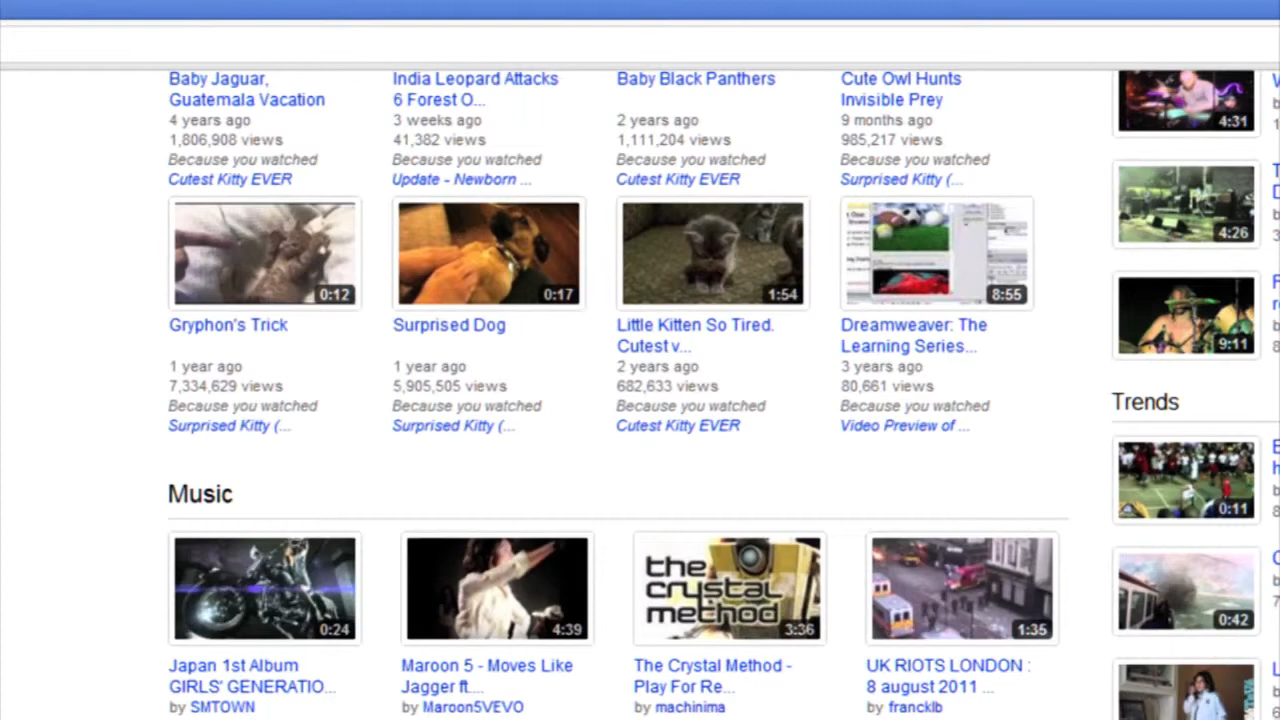 Baby Jaguar,
Guatemala Vacation
4 years ago
1,806,908 views
Because you watched
Cutest Kitty EVER
India Leopard Attacks
6 Forest O...
3 weeks ago
41,382 views
Because you watched
Update - Newborn ...
Baby Black Panthers
2 years ago
1,111,204 views
Because you watched
Cutest Kitty EVER
Cute Owl Hunts
Invisible Prey
9 months ago
985,217 views
Because you watched
Surprised Kitty (...
0:12
Gryphon's Trick
1 year ago
7,334,629 views
Because you watched
Surprised Kitty (...
0:17
Surprised Dog
1 year ago
5,905,505 views
Because you watched
Surprised Kitty (...
1:54
Little Kitten So Tired.
Cutest v...
2 years ago
682,633 views
Because you watched
Cutest Kitty EVER
8:55
Dreamweaver: The
Learning Series...
3 years ago
80,661 views
Because you watched
Video Preview of ...
Music
0:24
Japan 1st Album
GIRLS' GENERATIO...
by SMTOWN
4:39
Maroon 5 - Moves Like
Jagger ft....
by Maroon5VEVO
the
crystal
method
3:36
The Crystal Method -
Play For Re...
by machinima
1:35
UK RIOTS LONDON :
8 august 2011 ...
by francklb
4:31
4:26
9:11
Trends
0:11
0:42